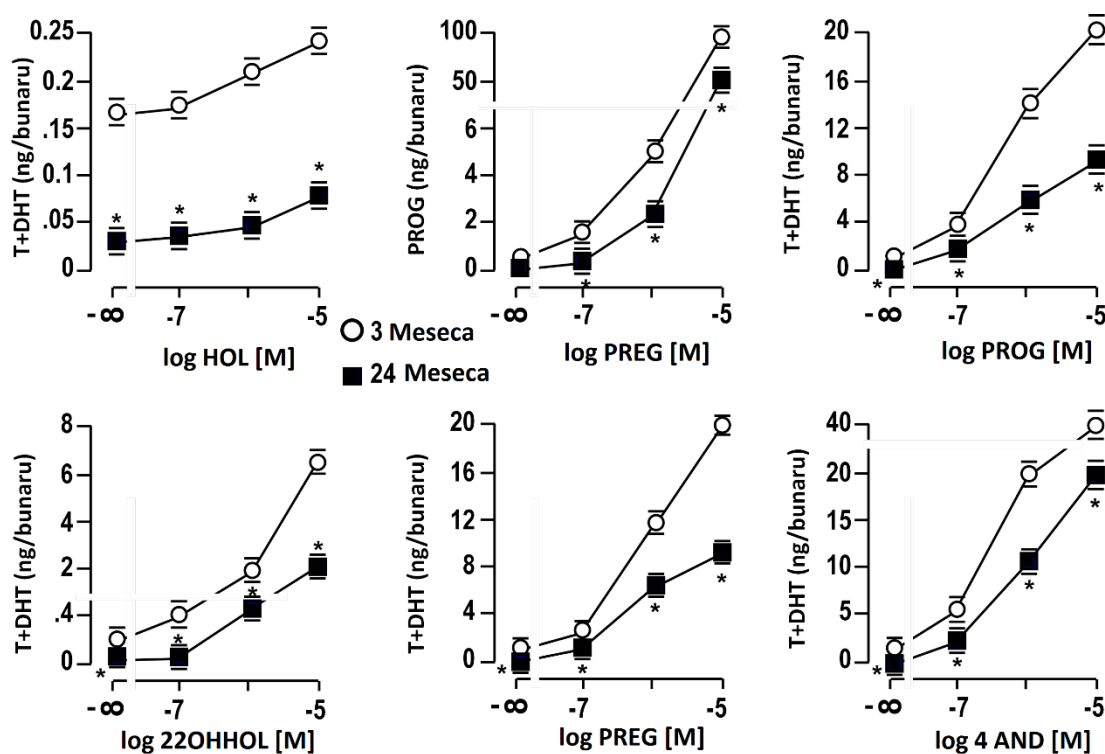 0.25
0.2
.15
0.1
.05
0
T+DHT (ng/bunaru)
* * * *
-∞ -7 -5
log HOL [M]
100
50
6
4
2
0
PROG (ng/bunaru)
* * *
-∞ -7 -5
log PREG [M]
20
16
12
8
4
0
T+DHT (ng/bunaru)
* * * *
-∞ -7 -5
log PROG [M]
3 Meseca
24 Meseca
8
6
4
2
.4
0
T+DHT (ng/bunaru)
* * * *
-∞ -7 -5
log 22OHHOL [M]
20
16
12
8
4
0
T+DHT (ng/bunaru)
* * * *
-∞ -7 -5
log PREG [M]
40
20
10
5
0
T+DHT (ng/bunaru)
* * * *
-∞ -7 -5
log 4 AND [M]